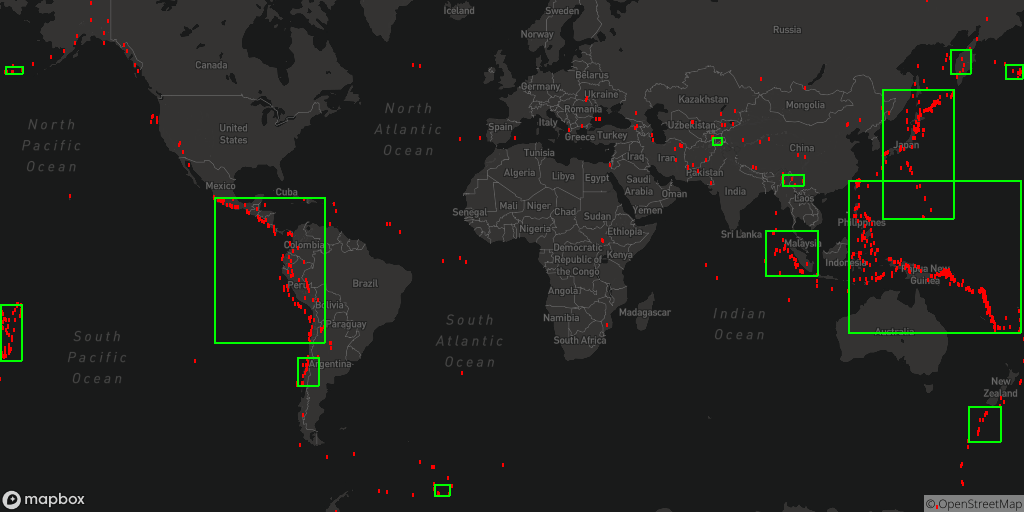 Iceland
Sweden
Russia
Norway
Canada
Belarus
Germany
Ukraine
Kazakhstan
Mongolia
Romania
North
Pacific
Ocean
North
Atlantic
Ocean
United
States
Spain
Italy
Greece
Turkey
Uzbekistan
China
Japan
Tunisia
Iraq
Iran
Algeria
Libya
Egypt
Pakistan
Saudi
Arabia
Oman
India
Mexico
Cuba
Laos
Senegal
Mali
Niger
Chad
Sudan
Yemen
Nigeria
Ethiopia
Sri Lanka
Philippines
Malaysia
Colombia
Democratic
Republic of
the Congo
Kenya
Indonesia
Papua New
Guinea
Peru
Brazil
Angola
Bolivia
Paraguay
Namibia
Madagascar
South Africa
South
Pacific
Ocean
South
Atlantic
Ocean
Indian
Ocean
Australia
Argentina
New
Zealand
mapbox
© OpenStreetMap